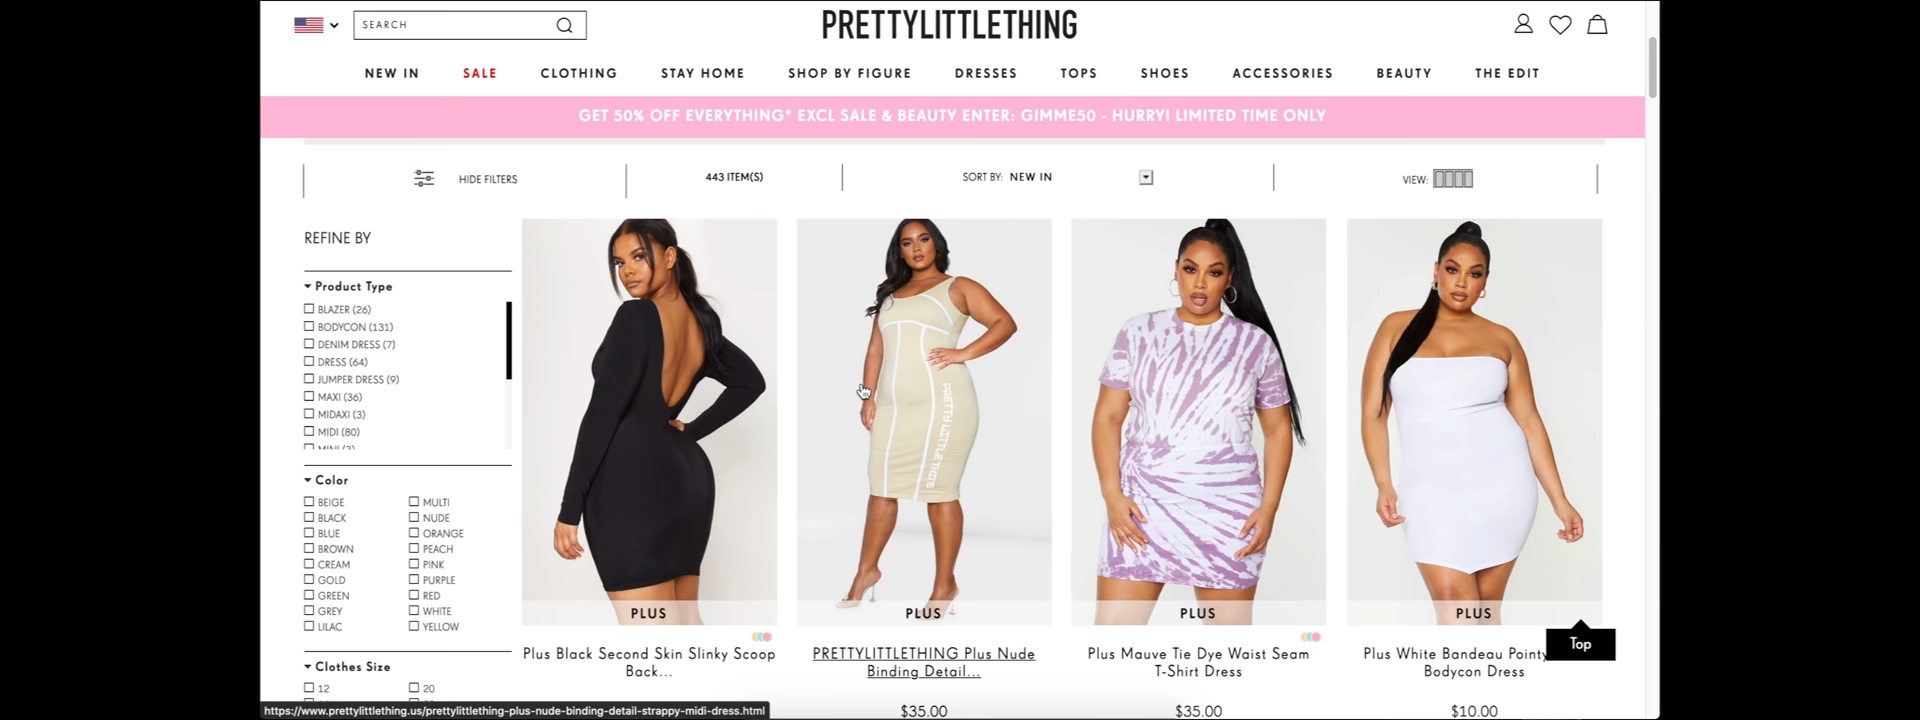 SEARCH
PRETTYLITTLETHING
NEW IN
SALE
CLOTHING
STAY HOME
SHOP BY FIGURE
DRESSES
TOPS
SHOES
ACCESSORIES
BEAUTY
THE EDIT
GET 50% OFF EVERYTHING* EXCL SALE & BEAUTY ENTER: GIMME50 - HURRY! LIMITED TIME ONLY
HIDE FILTERS
443 ITEM(S)
SORT BY: NEW IN
VIEW:
REFINE BY
Product Type
BLAZER (26)
BODYCON (131)
DENIM DRESS (7)
DRESS (64)
JUMPER DRESS (9)
MAXI (36)
MIDAXI (3)
MIDI (80)
Color
BEIGE
MULTI
BLACK
NUDE
BLUE
ORANGE
BROWN
PEACH
CREAM
PINK
GOLD
PURPLE
GREEN
RED
GREY
WHITE
LILAC
YELLOW
Clothes Size
12
20
PRETTY LITTLE THING
PLUS
PLUS
PLUS
PLUS
Plus Black Second Skin Slinky Scoop
Back...
PRETTYLITTLETHING Plus Nude
Binding Detail...
Plus Mauve Tie Dye Waist Seam
T-Shirt Dress
Plus White Bandeau Pointy
Bodycon Dress
Top
$35.00
$35.00
$10.00
https://www.prettylittlething.us/prettylittlething-plus-nude-binding-detail-strappy-midi-dress.html